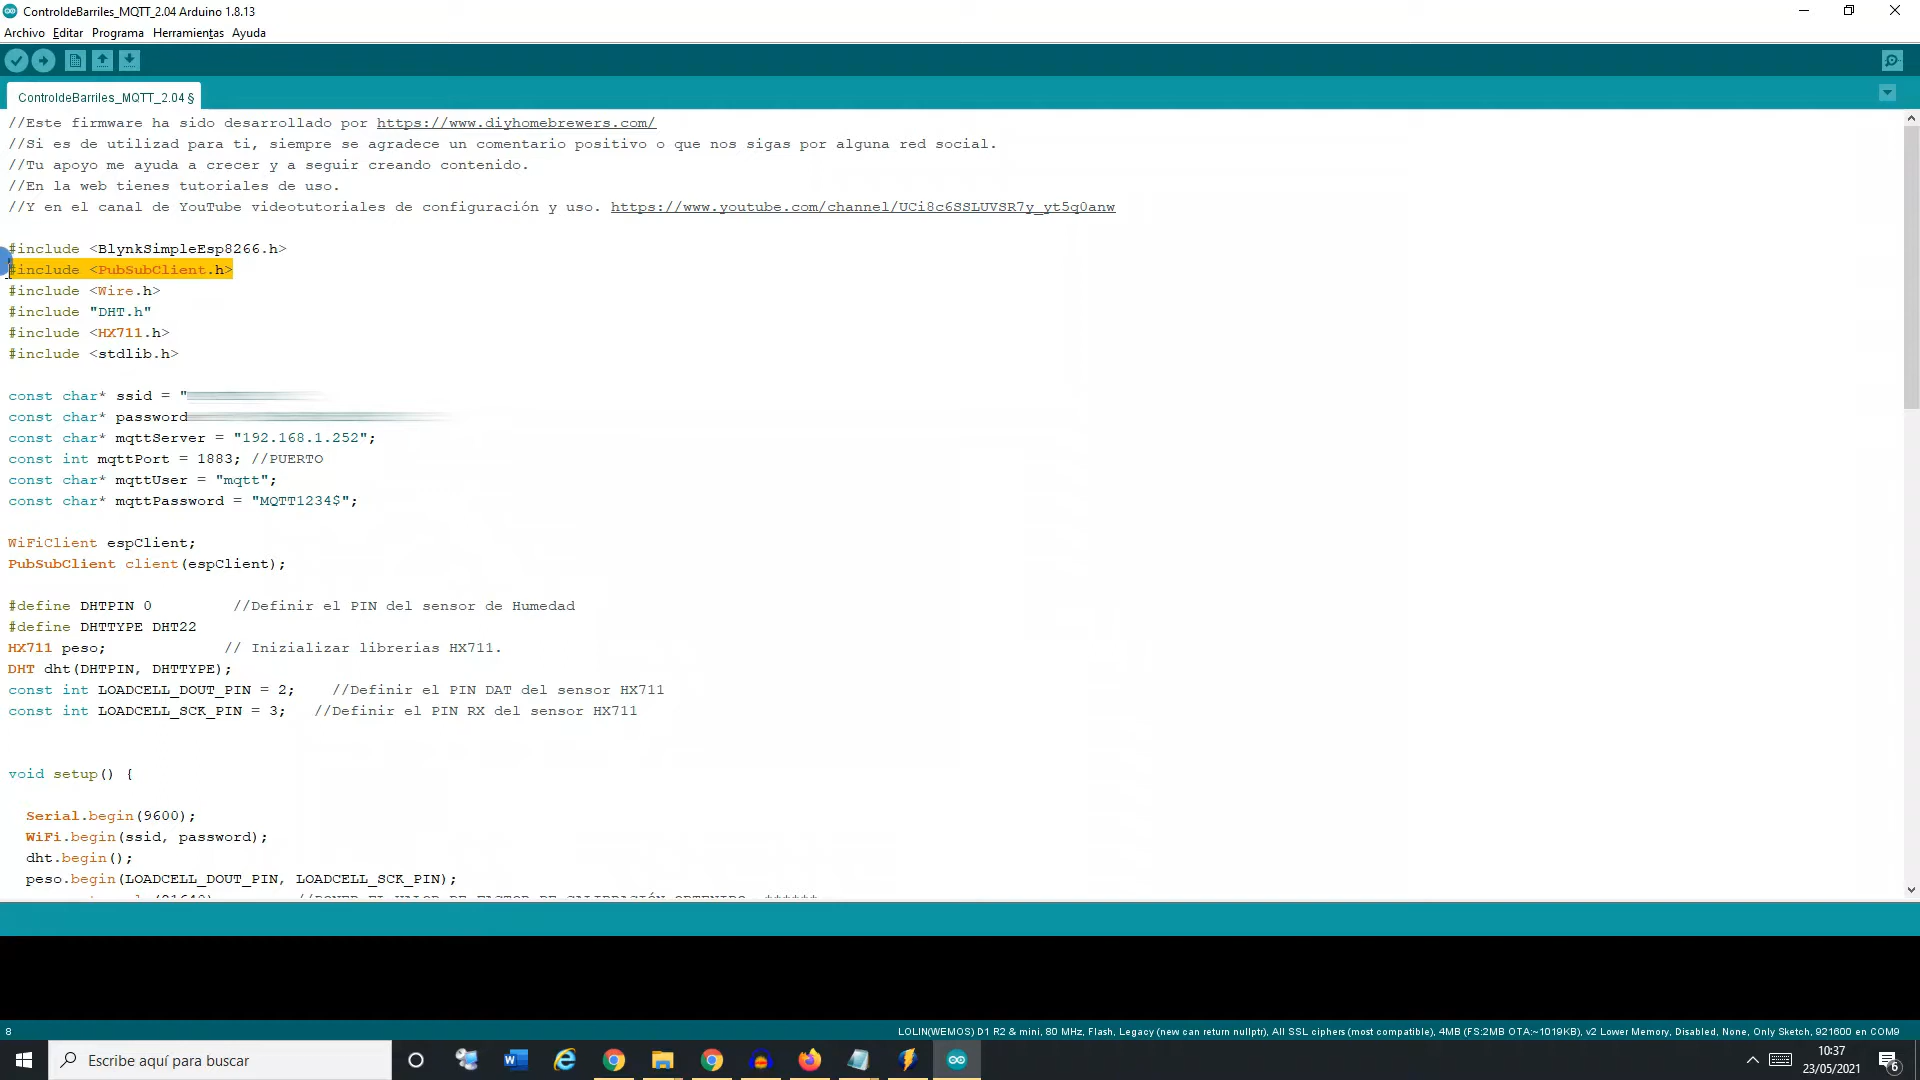 ControldeBarriles_MQTT_2.04 Arduino 1.8.13
Archivo Editar Programa Herramientas Ayuda
ControldeBarriles_MQTT_2.04 §
//Este firmware ha sido desarrollado por https://www.diyhomebrewers.com/
//Si es de utilizad para ti, siempre se agradece un comentario positivo o que nos sigas por alguna red social.
//Tu apoyo me ayuda a crecer y a seguir creando contenido.
//En la web tienes tutoriales de uso.
//Y en el canal de YouTube videotutoriales de configuración y uso. https://www.youtube.com/channel/UCi8c6SSLUVSR7y_yt5q0anw
#include <BlynkSimpleEsp8266.h>
#include <PubSubClient.h>
#include <Wire.h>
#include "DHT.h"
#include <HX711.h>
#include <stdlib.h>
const char* ssid = "
const char* password
const char* mqttServer = "192.168.1.252";
const int mqttPort = 1883; //PUERTO
const char* mqttUser = "mqtt";
const char* mqttPassword = "MQTT1234$";
WiFiClient espClient;
PubSubClient client(espClient);
#define DHTPIN 0 //Definir el PIN del sensor de Humedad
#define DHTTYPE DHT22
HX711 peso; // Inizializar librerias HX711.
DHT dht(DHTPIN, DHTTYPE);
const int LOADCELL_DOUT_PIN = 2; //Definir el PIN DAT del sensor HX711
const int LOADCELL_SCK_PIN = 3; //Definir el PIN RX del sensor HX711
void setup() {
Serial.begin(9600);
WiFi.begin(ssid, password);
dht.begin();
peso.begin(LOADCELL_DOUT_PIN, LOADCELL_SCK_PIN);
//PONER EL VALOR DE FACTOR DE CALIBRACIÓN OBTENIDO ******
8
LOLIN(WEMOS) D1 R2 & mini, 80 MHz, Flash, Legacy (new can return nullptr), All SSL ciphers (most compatible), 4MB (FS:2MB OTA:~1019KB), v2 Lower Memory, Disabled, None, Only Sketch, 921600 en COM9
Escribe aquí para buscar
10:37
23/05/2021
6